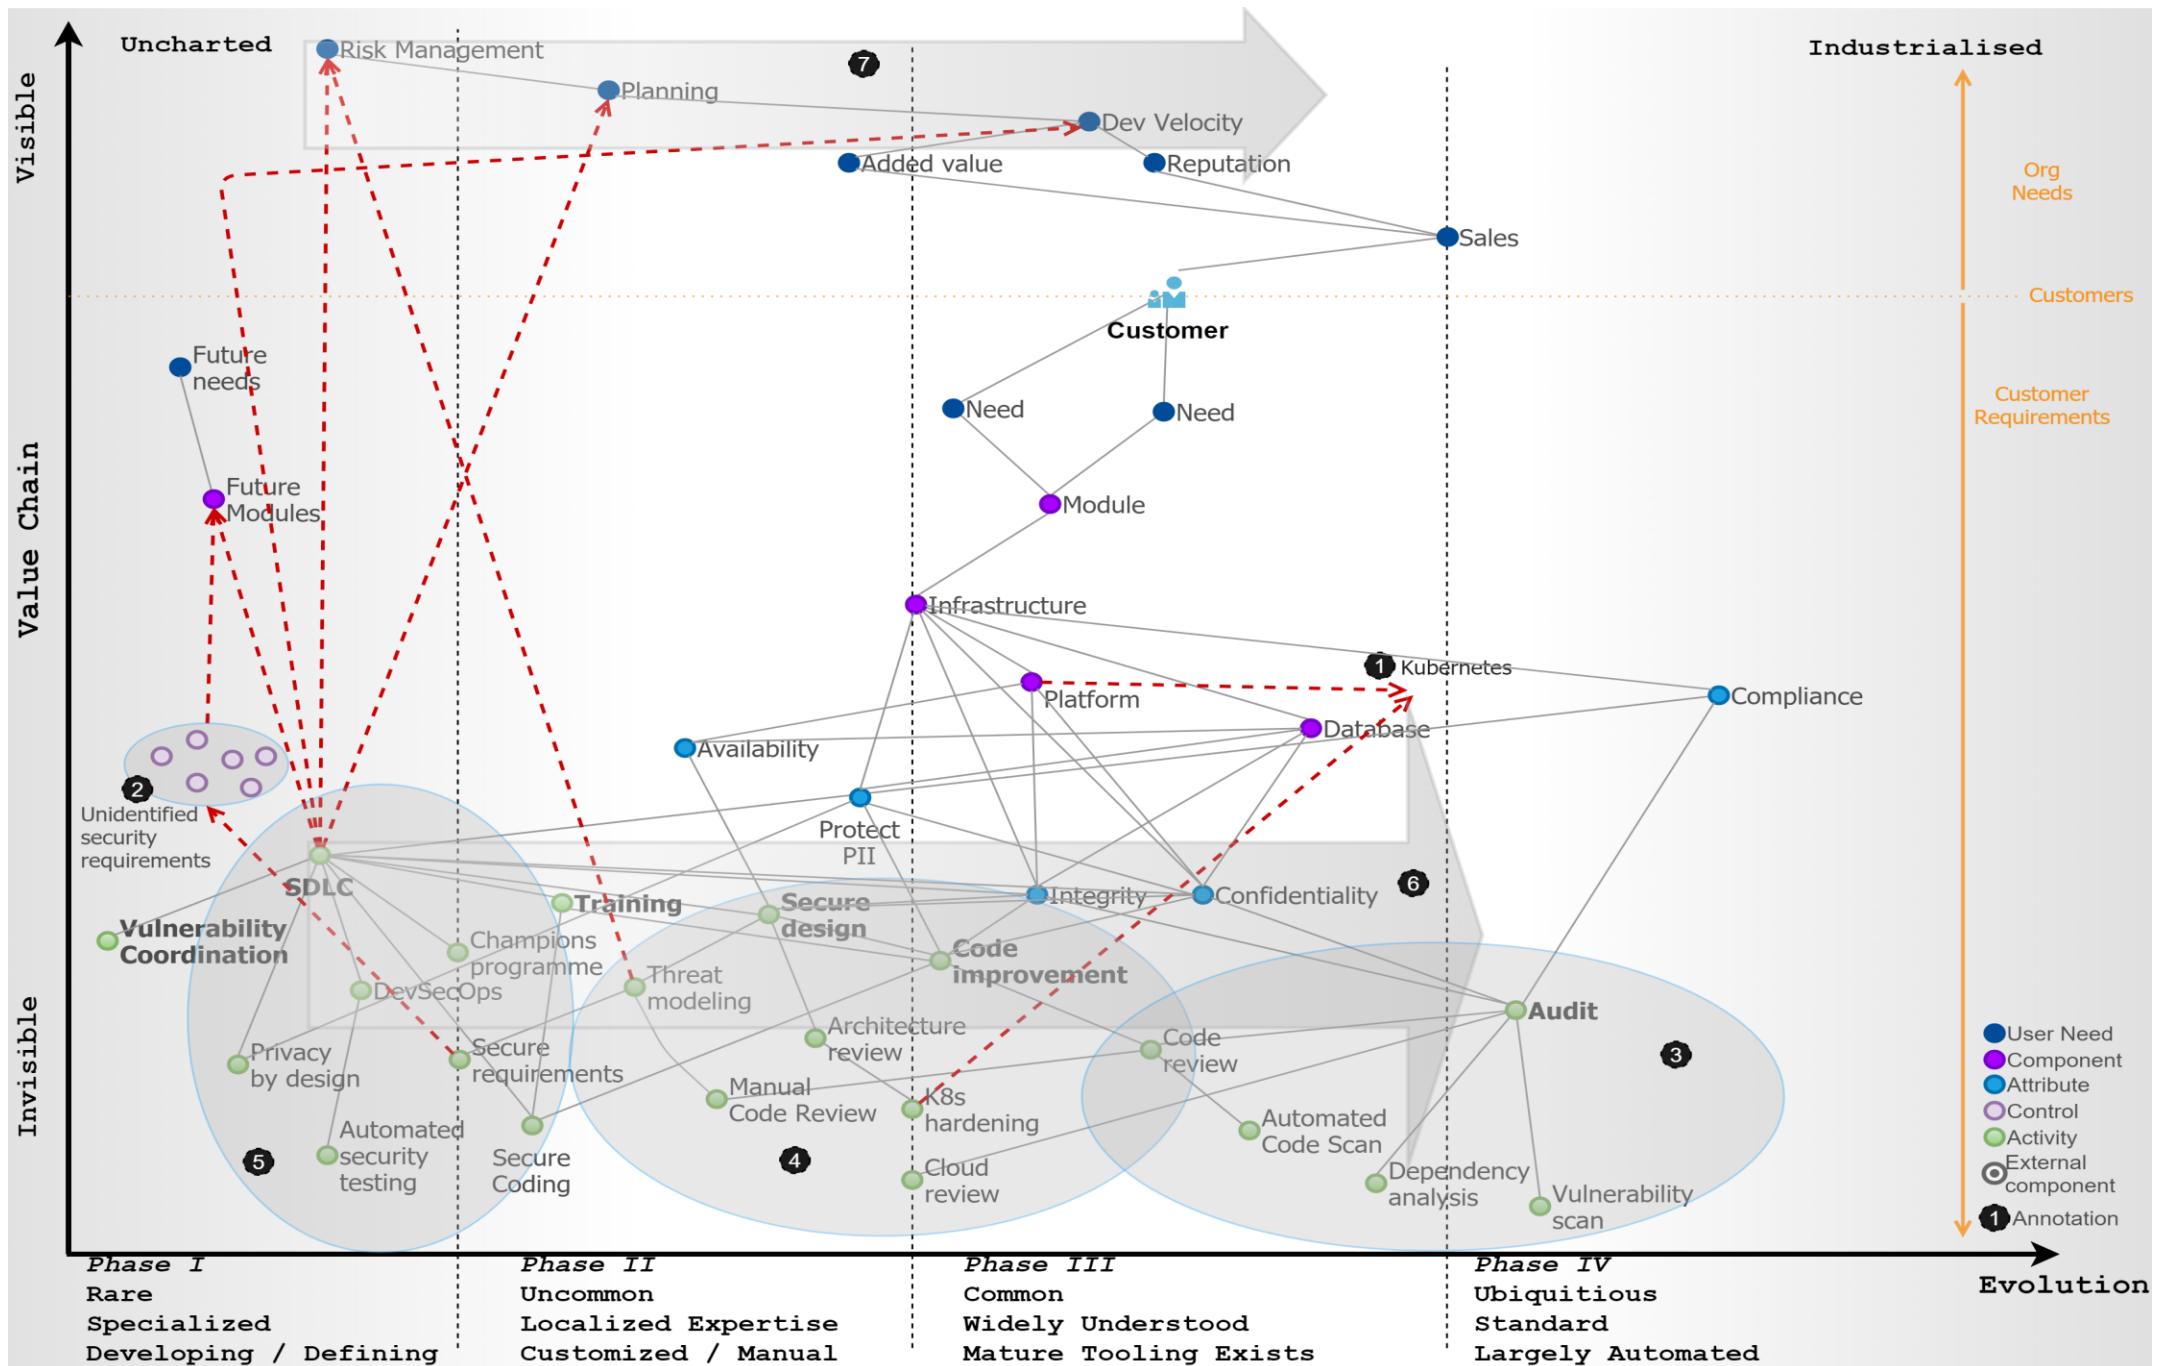 Uncharted
Industrialised
Visible
Value Chain
Invisible
Risk Management
7
Planning
Dev Velocity
Added value
Reputation
Org
Needs
Sales
Customers
Customer
Future
needs
Need
Need
Customer
Requirements
Future
Modules
Module
Infrastructure
1
Kubernetes
Platform
Compliance
Database
Availability
2
Unidentified
security
requirements
Protect
PII
SDLC
6
Integrity
Confidentiality
Training
Secure
design
Vulnerability
Coordination
Champions
programme
Code
improvement
DevSecOps
Threat
modeling
Audit
Architecture
review
Code
review
3
Privacy
by design
Secure
requirements
Manual
Code Review
K8s
hardening
Automated
security
testing
Automated
Code Scan
5
Secure
Coding
4
Cloud
review
Dependency
analysis
Vulnerability
scan
User Need
Component
Attribute
Control
Activity
External
component
1
Annotation
Phase I
Rare
Specialized
Developing / Defining
Phase II
Uncommon
Localized Expertise
Customized / Manual
Phase III
Common
Widely Understood
Mature Tooling Exists
Phase IV
Ubiquitious
Standard
Largely Automated
Evolution